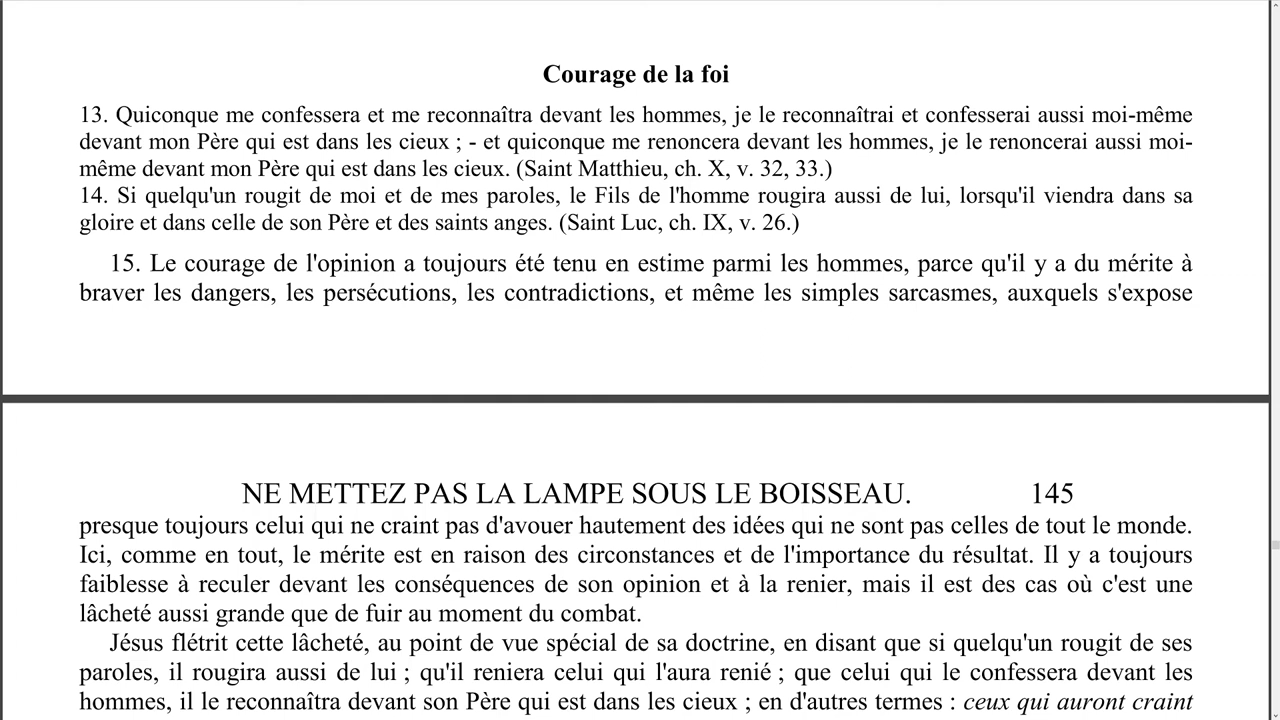 Courage de la foi
13. Quiconque me confessera et me reconnaîtra devant les hommes, je le reconnaîtrai et confesserai aussi moi-même
devant mon Père qui est dans les cieux ; - et quiconque me renoncera devant les hommes, je le renoncerai aussi moi-
même devant mon Père qui est dans les cieux. (Saint Matthieu, ch. X, v. 32, 33.)
14. Si quelqu'un rougit de moi et de mes paroles, le Fils de l'homme rougira aussi de lui, lorsqu'il viendra dans sa
gloire et dans celle de son Père et des saints anges. (Saint Luc, ch. IX, v. 26.)
15. Le courage de l'opinion a toujours été tenu en estime parmi les hommes, parce qu'il y a du mérite à
braver les dangers, les persécutions, les contradictions, et même les simples sarcasmes, auxquels s'expose
NE METTEZ PAS LA LAMPE SOUS LE BOISSEAU. 145
presque toujours celui qui ne craint pas d'avouer hautement des idées qui ne sont pas celles de tout le monde.
Ici, comme en tout, le mérite est en raison des circonstances et de l'importance du résultat. Il y a toujours
faiblesse à reculer devant les conséquences de son opinion et à la renier, mais il est des cas où c'est une
lâcheté aussi grande que de fuir au moment du combat.
Jésus flétrit cette lâcheté, au point de vue spécial de sa doctrine, en disant que si quelqu'un rougit de ses
paroles, il rougira aussi de lui ; qu'il reniera celui qui l'aura renié ; que celui qui le confessera devant les
hommes, il le reconnaîtra devant son Père qui est dans les cieux ; en d'autres termes : ceux qui auront craint